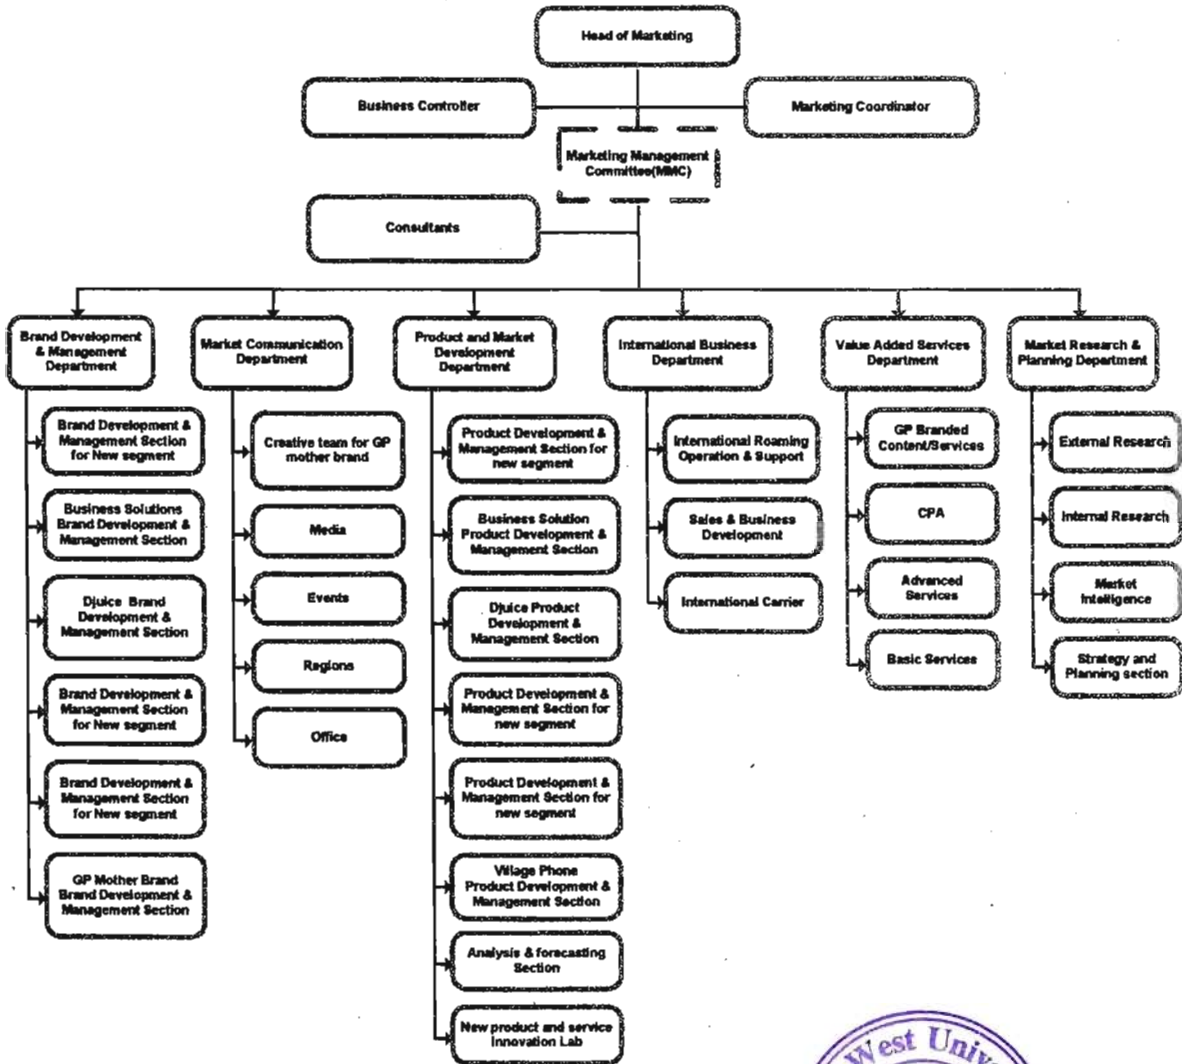 Head of Marketing
Business Controller
Marketing Coordinator
Marketing Management
Committee(MMC)
Consultants
Brand Development
& Management
Department
Market Communication
Department
Product and Market
Development
Department
International Business
Department
Value Added Services
Department
Market Research &
Planning Department
Brand Development &
Management Section
for New segment
Business Solutions
Brand Development &
Management Section
Djuice Brand
Development &
Management Section
Brand Development &
Management Section
for New segment
Brand Development &
Management Section
for New segment
GP Mother Brand
Brand Development &
Management Section
Creative team for GP
mother brand
Media
Events
Regions
Office
Product Development &
Management Section for
new segment
Business Solution
Product Development &
Management Section
Djuice Product
Development &
Management Section
Product Development &
Management Section for
new segment
Product Development &
Management Section for
new segment
Village Phone
Product Development &
Management Section
Analysis & forecasting
Section
New product and service
Innovation Lab
International Roaming
Operation & Support
Sales & Business
Development
International Carrier
GP Branded
Content/Services
CPA
Advanced
Services
Basic Services
External Research
Internal Research
Market
Intelligence
Strategy and
Planning section
West Univ